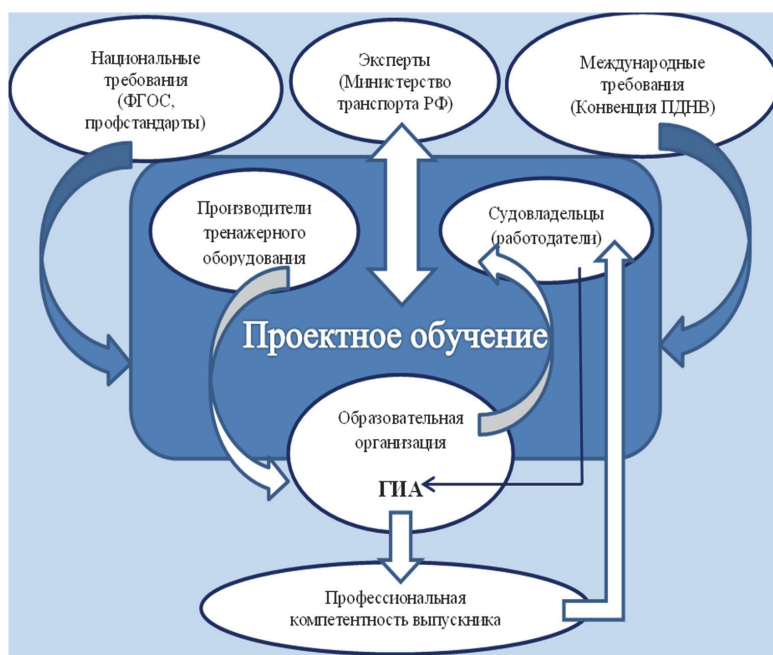 Национальные
требования
(ФГОС,
профстандарты)
Эксперты
(Министерство
транспорта РФ)
Международные
требования
(Конвенция ПДНВ)
Производители
тренажерного
оборудования
Судовладельцы
(работодатели)
Проектное обучение
Образовательная
организация
ГИА
Профессиональная
компетентность выпускника